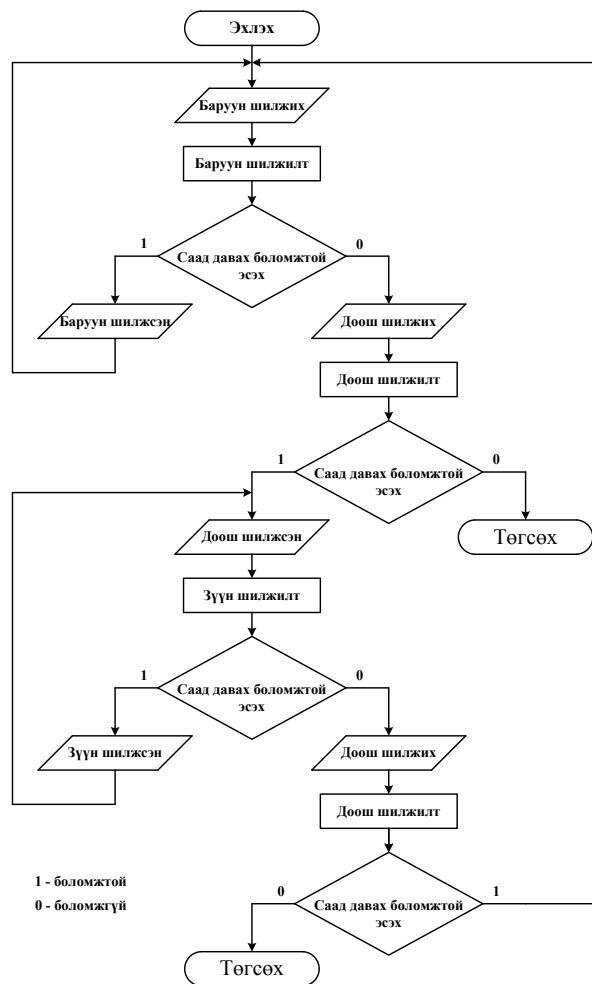 Эхлэх
Баруун шилжих
Баруун шилжилт
1
0
Саад давах боломжтой
эсэх
Баруун шилжсэн
Доош шилжих
Доош шилжилт
1
0
Саад давах боломжтой
эсэх
Доош шилжсэн
Төгсөх
Зүүн шилжилт
1
0
Саад давах боломжтой
эсэх
Зүүн шилжсэн
Доош шилжих
Доош шилжилт
1 - боломжтой
0 - боломжгүй
0
1
Саад давах боломжтой
эсэх
Төгсөх